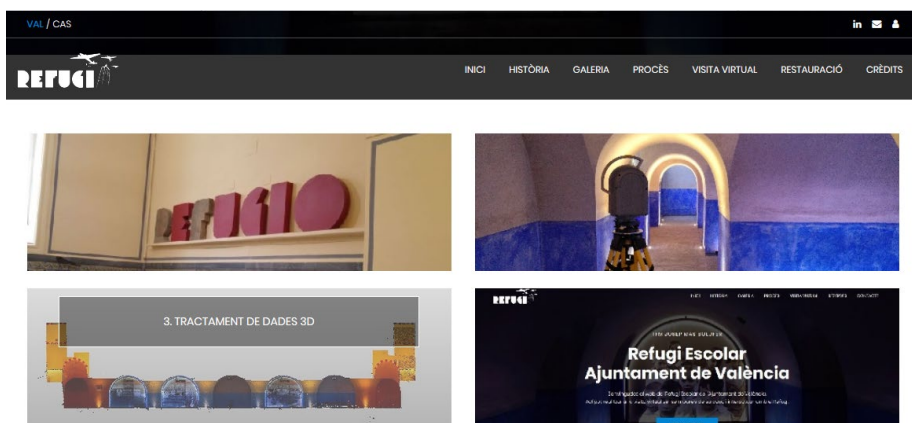 VAL / CAS
REFUGI
INICI HISTÒRIA GALERIA PROCÈS VISITA VIRTUAL RESTAURACIÓ CRÈDITS
REFUGIO
3. TRACTAMENT DE DADES 3D
REFUGI
Refugi Escolar
Ajuntament de València